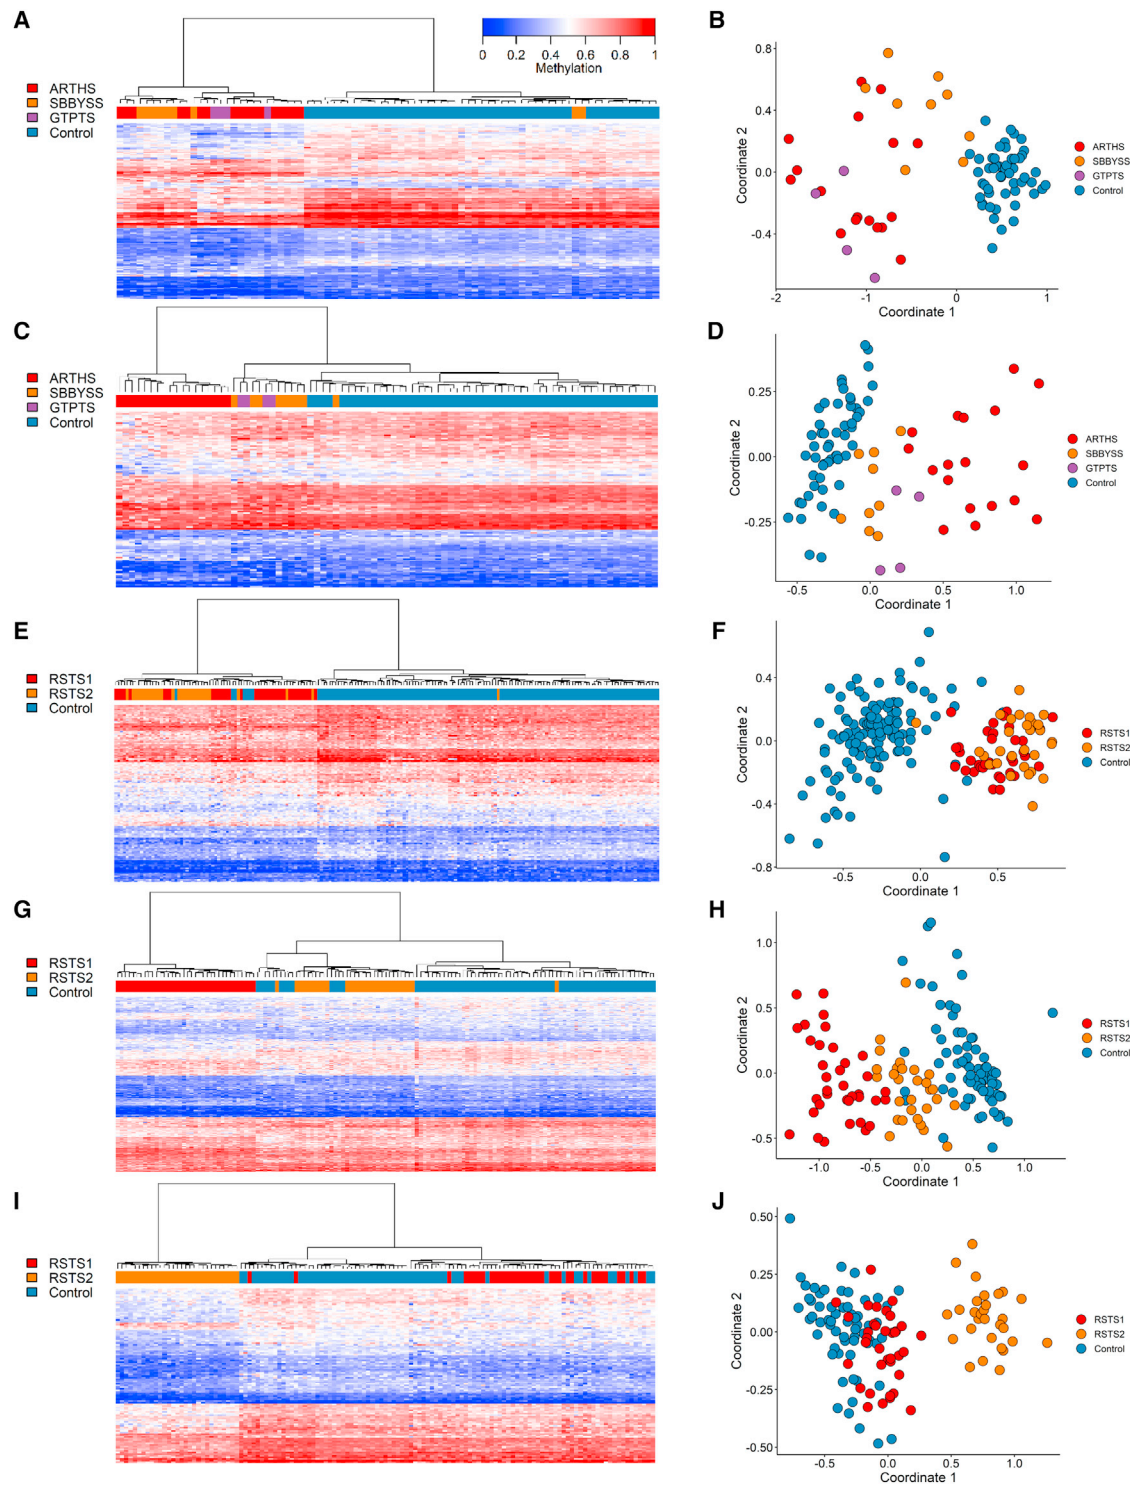 A
0 0.2 0.4 0.6 0.8 1
Methylation
ARTHS
SBBYSS
GTPTS
Control
B
0.8
0.4
0.0
-0.4
-2 -1 0 1
Coordinate 1
Coordinate 2
ARTHS
SBBYSS
GTPTS
Control
C
ARTHS
SBBYSS
GTPTS
Control
D
0.25
0.00
-0.25
-0.5 0.0 0.5 1.0
Coordinate 1
Coordinate 2
ARTHS
SBBYSS
GTPTS
Control
E
RSTS1
RSTS2
Control
F
0.4
0.0
-0.4
-0.8
-0.5 0.0 0.5
Coordinate 1
Coordinate 2
RSTS1
RSTS2
Control
G
RSTS1
RSTS2
Control
H
1.0
0.5
0.0
-0.5
-1.0 -0.5 0.0 0.5 1.0
Coordinate 1
Coordinate 2
RSTS1
RSTS2
Control
I
RSTS1
RSTS2
Control
J
0.50
0.25
0.00
-0.25
-0.50
-0.5 0.0 0.5 1.0
Coordinate 1
Coordinate 2
RSTS1
RSTS2
Control